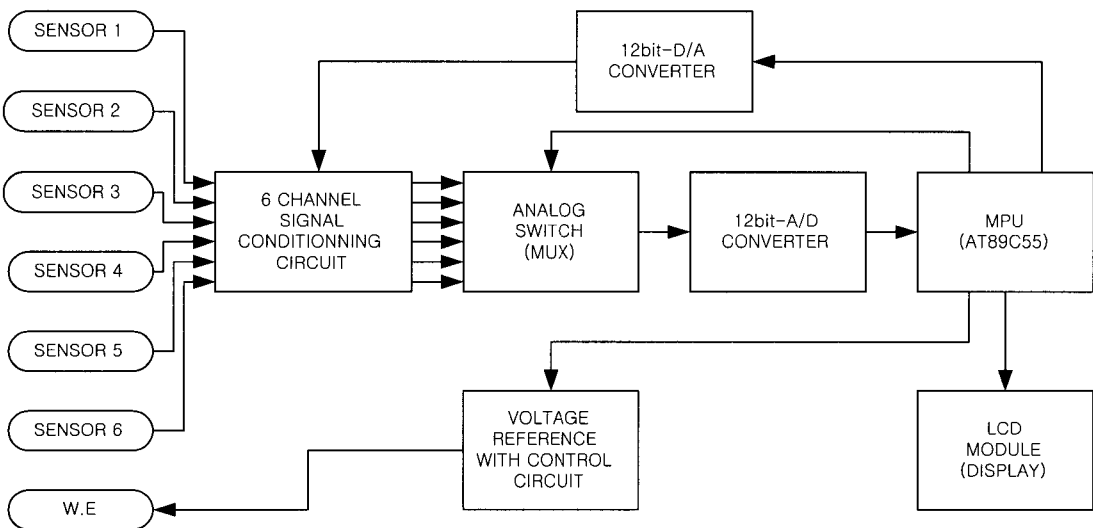 SENSOR 1
SENSOR 2
SENSOR 3
SENSOR 4
SENSOR 5
SENSOR 6
W.E
12bit-D/A
CONVERTER
6 CHANNEL
SIGNAL
CONDITIONNING
CIRCUIT
ANALOG
SWITCH
(MUX)
12bit-A/D
CONVERTER
MPU
(AT89C55)
VOLTAGE
REFERENCE
WITH CONTROL
CIRCUIT
LCD
MODULE
(DISPLAY)